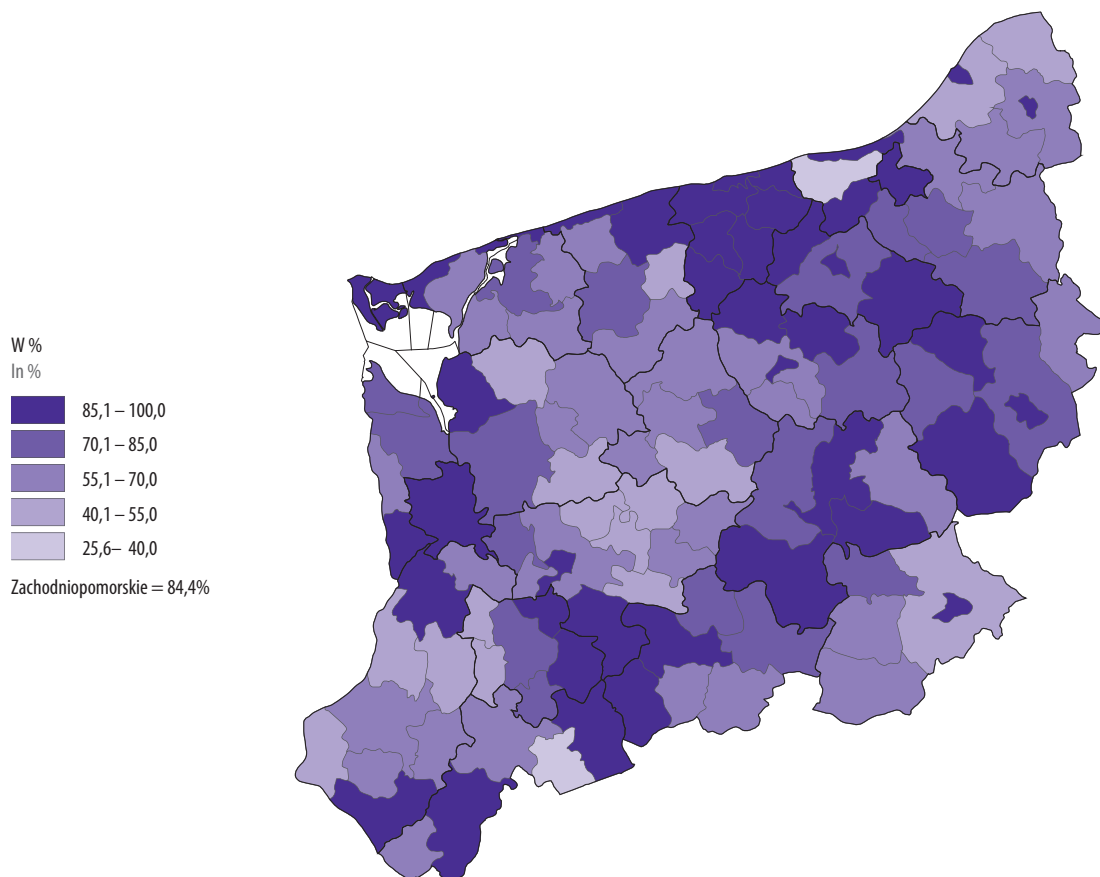 W %
In %
85,1 – 100,0
70,1 – 85,0
55,1 – 70,0
40,1 – 55,0
25,6– 40,0
Zachodniopomorskie = 84,4%